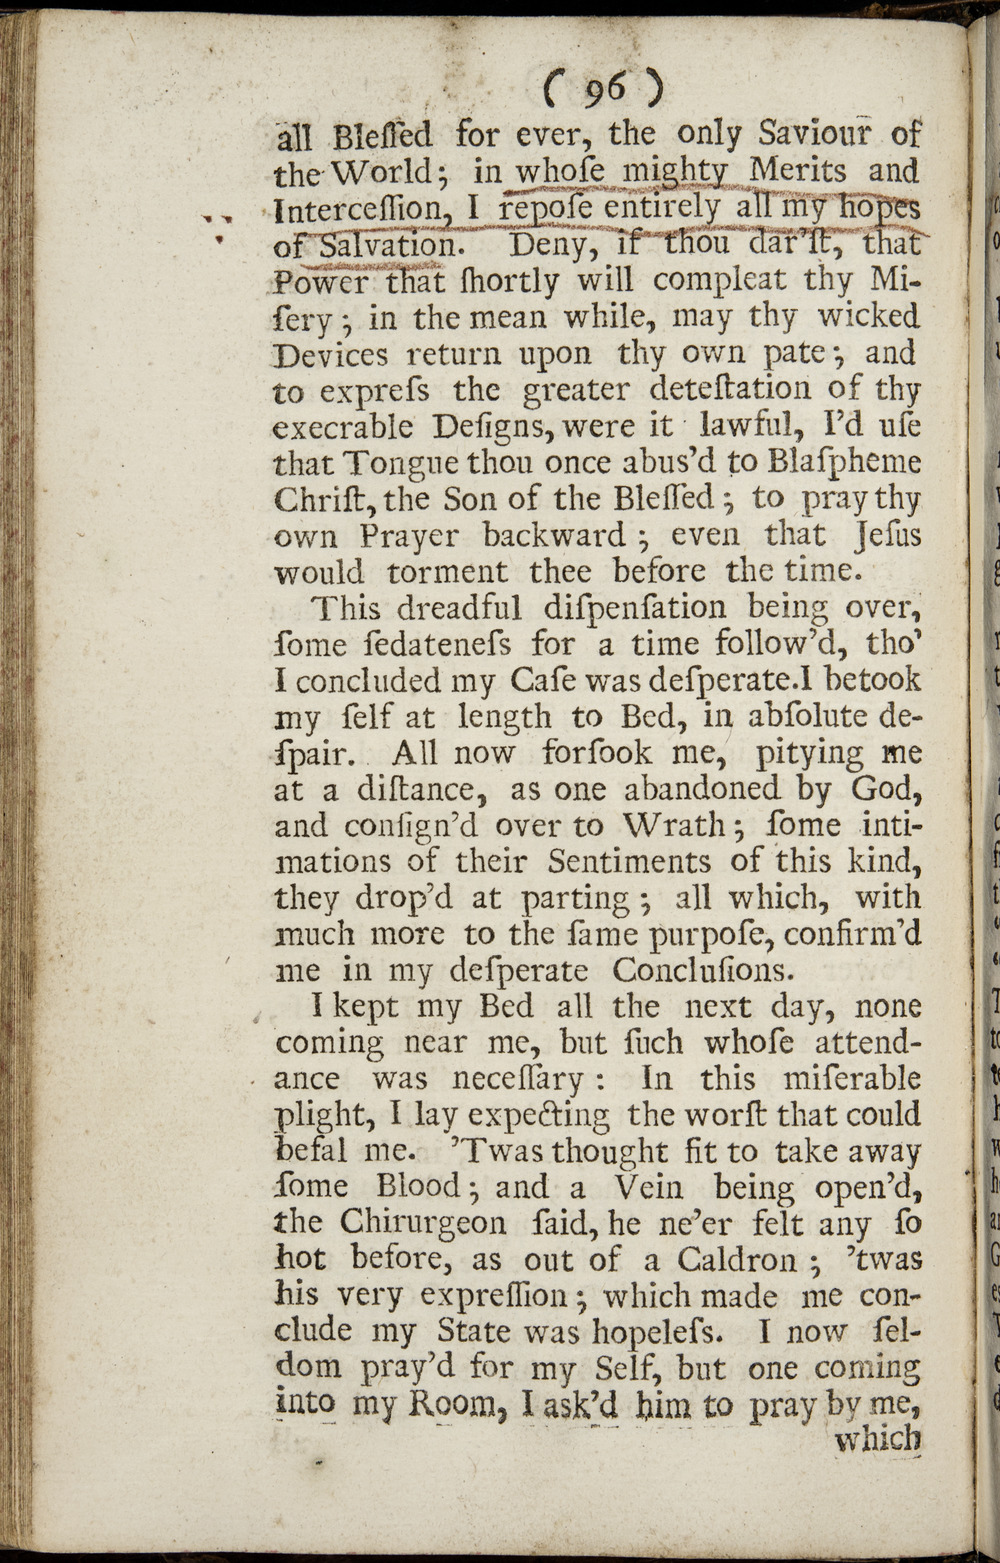 ( 96 )
all Bleſſed for ever, the only Saviour of
the World; in whoſe mighty Merits and
Interceſſion, I repoſe entirely all my hopes
of Salvation. Deny, if thou dar'ſt, that
Power that ſhortly will compleat thy Mi-
ſery; in the mean while, may thy wicked
Devices return upon thy own pate; and
to expreſs the greater deteſtation of thy
execrable Deſigns, were it lawful, I'd uſe
that Tongue thou once abus'd to Blaſpheme
Chriſt, the Son of the Bleſſed; to pray thy
own Prayer backward; even that Jeſus
would torment thee before the time.
This dreadful diſpenſation being over,
ſome ſedateneſs for a time follow'd, tho'
I concluded my Caſe was deſperate.I betook
my ſelf at length to Bed, in abſolute de-
ſpair. All now forſook me, pitying me
at a diſtance, as one abandoned by God,
and conſign'd over to Wrath; ſome inti-
mations of their Sentiments of this kind,
they drop'd at parting; all which, with
much more to the ſame purpoſe, confirm'd
me in my deſperate Concluſions.
I kept my Bed all the next day, none
coming near me, but ſuch whoſe attend-
ance was neceſſary: In this miſerable
plight, I lay expecting the worſt that could
befal me. 'Twas thought fit to take away
ſome Blood; and a Vein being open'd,
the Chirurgeon ſaid, he ne'er felt any ſo
hot before, as out of a Caldron; 'twas
his very expreſſion; which made me con-
clude my State was hopeleſs. I now ſel-
dom pray'd for my Self, but one coming
into my Room, I ask'd him to pray by me,
which